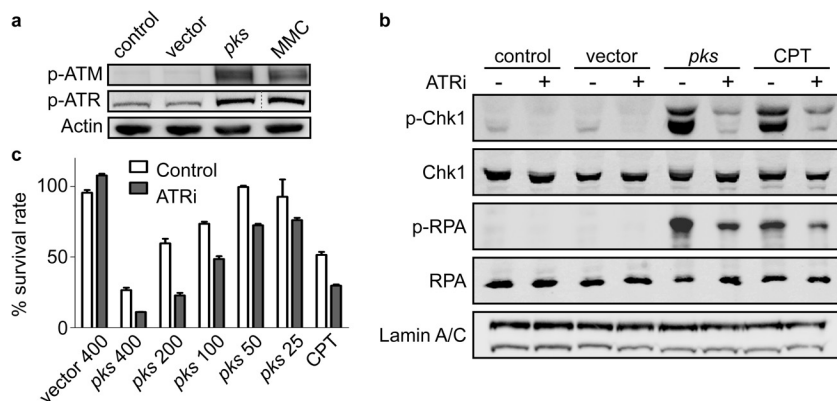 a
control vector pks MMC
p-ATM
p-ATR
Actin
b
control vector pks CPT
ATRi - + - + - + - +
p-Chk1
Chk1
p-RPA
RPA
Lamin A/C
c
Control
ATRi
% survival rate
100
50
0
vector 400 pks 400 pks 200 pks 100 pks 50 pks 25 CPT